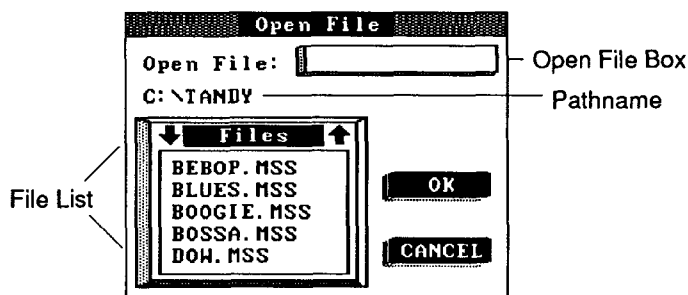 Open File
Open File:
Open File Box
C:\TANDY
Pathname
Files
BEBOP.MSS
BLUES.MSS
BOOGIE.MSS
BOSSA.MSS
DOW.MSS
File List
OK
CANCEL